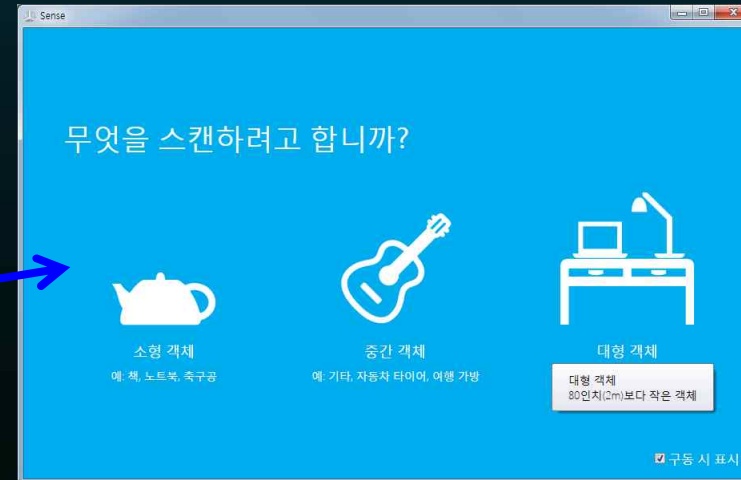 Sense
무엇을 스캔하려고 합니까?
소형 객체
예: 책, 노트북, 축구공
중간 객체
예: 기타, 자동차 타이어, 여행 가방
대형 객체
대형 객체
80인치(2m)보다 작은 객체
구동 시 표시